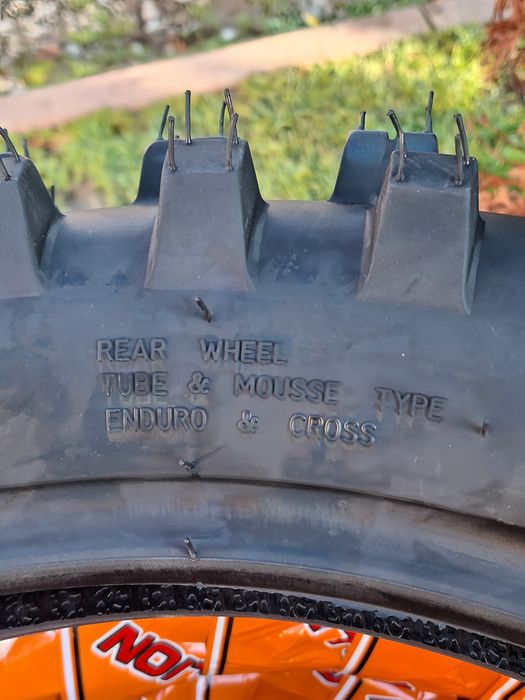 REAR WHEEL
TUBE & MOUSSE TYPE
ENDURO & CROSS